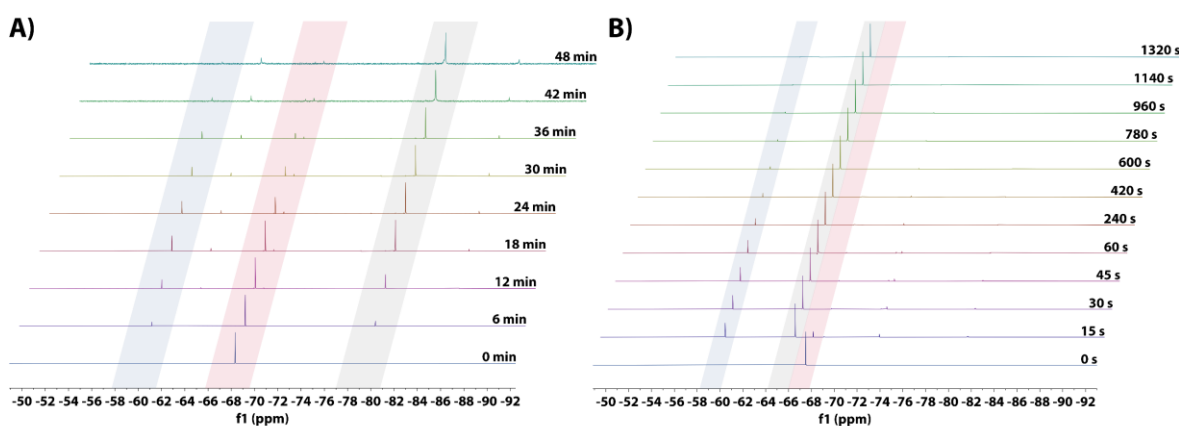 A)
48 min
42 min
36 min
30 min
24 min
18 min
12 min
6 min
0 min
-50 -52 -54 -56 -58 -60 -62 -64 -66 -68 -70 -72 -74 -76 -78 -80 -82 -84 -86 -88 -90 -92
f1 (ppm)
B)
1320 s
1140 s
960 s
780 s
600 s
420 s
240 s
60 s
45 s
30 s
15 s
0 s
-50 -52 -54 -56 -58 -60 -62 -64 -66 -68 -70 -72 -74 -76 -78 -80 -82 -84 -86 -88 -90 -92
f1 (ppm)